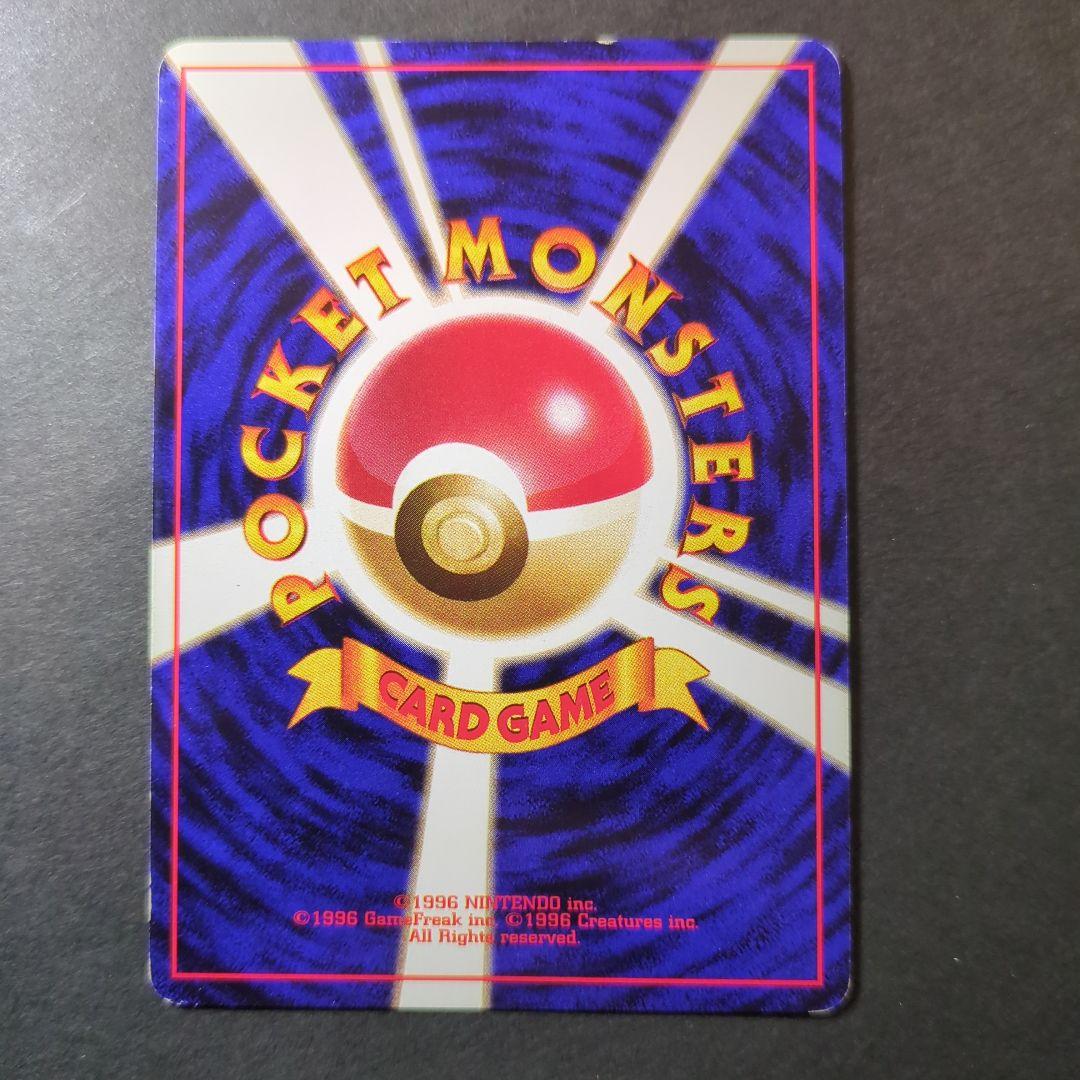 POCKET MONSTERS
CARD GAME
©1996 NINTENDO inc.
©1996 GameFreak inc. ©1996 Creatures inc.
All Rights reserved.